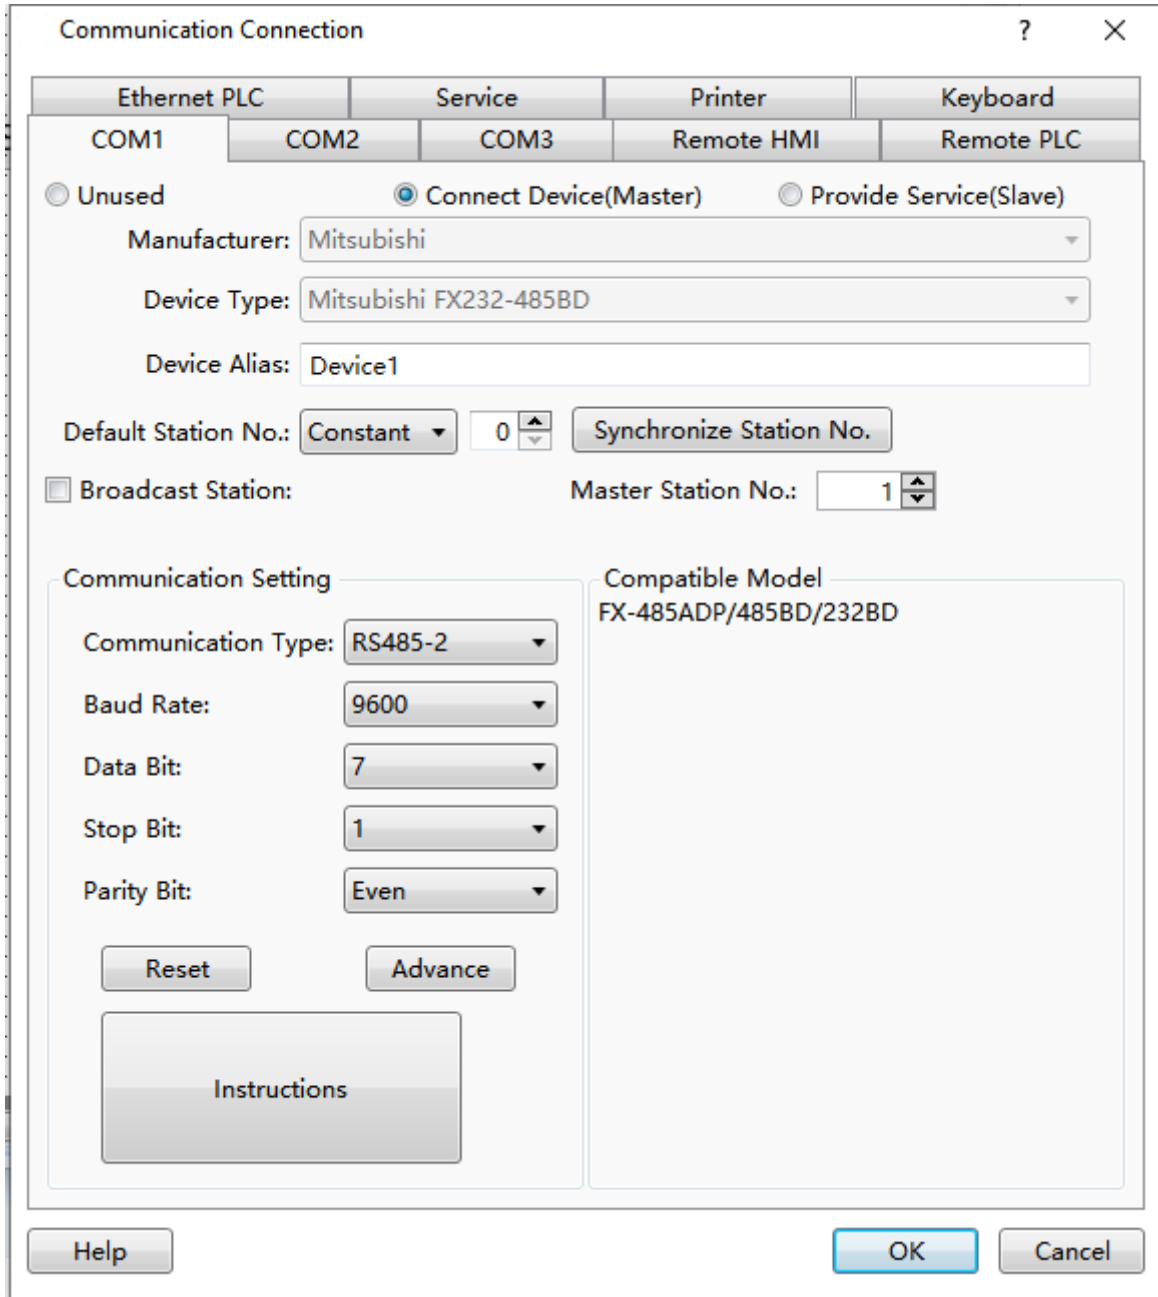 Communication Connection ? ×
Ethernet PLC Service Printer Keyboard
COM1 COM2 COM3 Remote HMI Remote PLC
Unused Connect Device(Master) Provide Service(Slave)
Manufacturer: Mitsubishi
Device Type: Mitsubishi FX232-485BD
Device Alias: Device1
Default Station No.: Constant 0 Synchronize Station No.
Broadcast Station: Master Station No.: 1
Communication Setting Compatible Model
FX-485ADP/485BD/232BD
Communication Type: RS485-2
Baud Rate: 9600
Data Bit: 7
Stop Bit: 1
Parity Bit: Even
Reset Advance
Instructions
Help OK Cancel